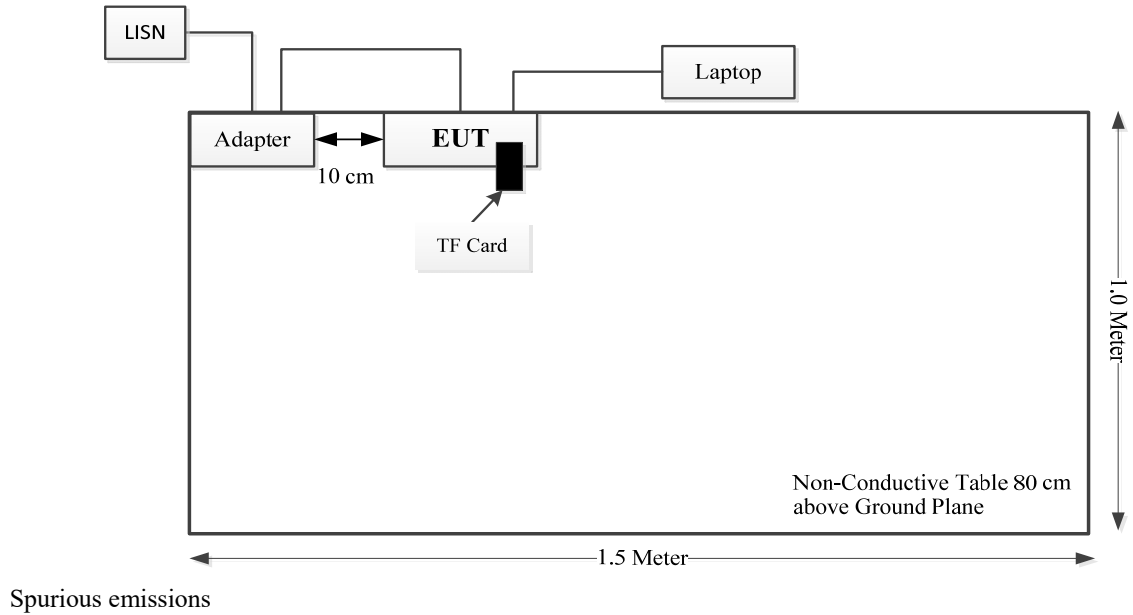 LISN
Laptop
Adapter
EUT
10 cm
TF Card
1.0 Meter
Non-Conductive Table 80 cm
above Ground Plane
1.5 Meter
Spurious emissions